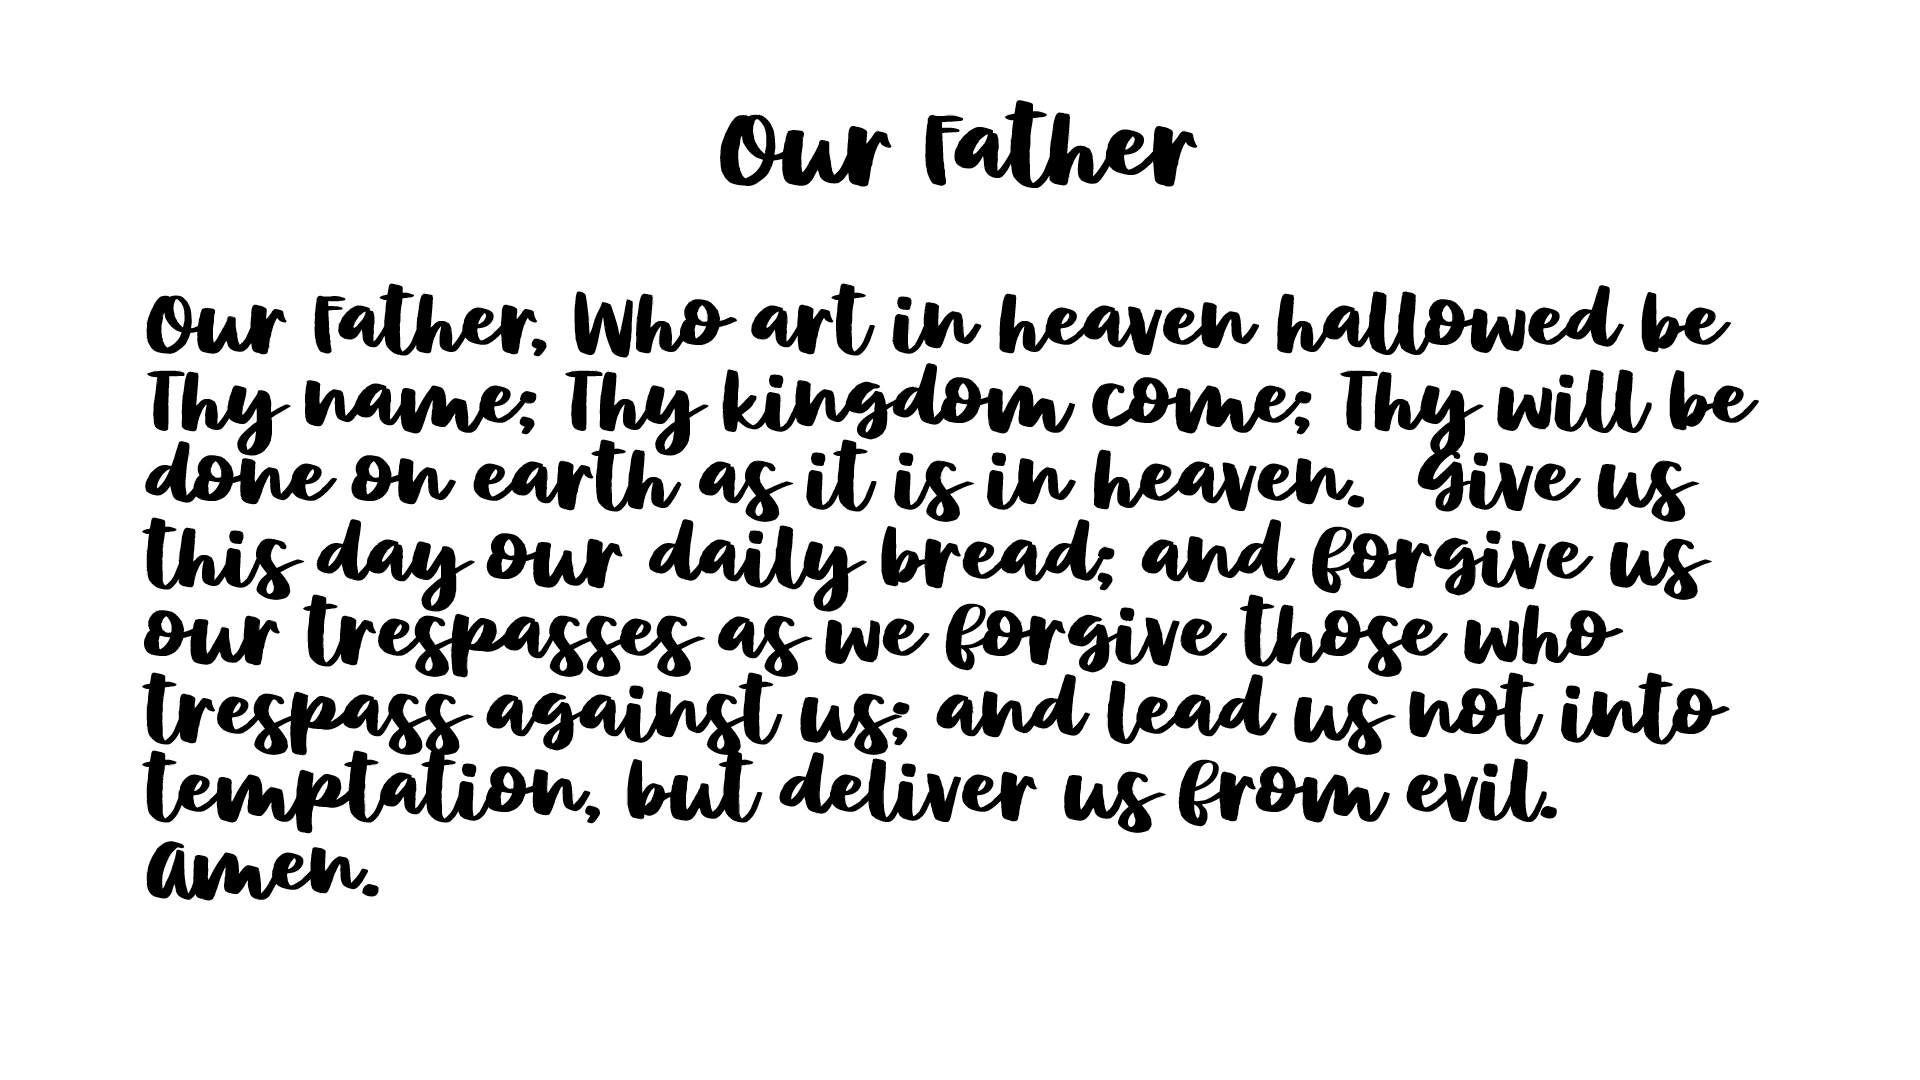 Our Father
Our Father, Who art in heaven hallowed be
Thy name; Thy kingdom come; Thy will be
done on earth as it is in heaven.   Give us
this day our daily bread; and forgive us
our trespasses as we forgive those who
trespass against us; and lead us not into
temptation, but deliver us from evil.
Amen.